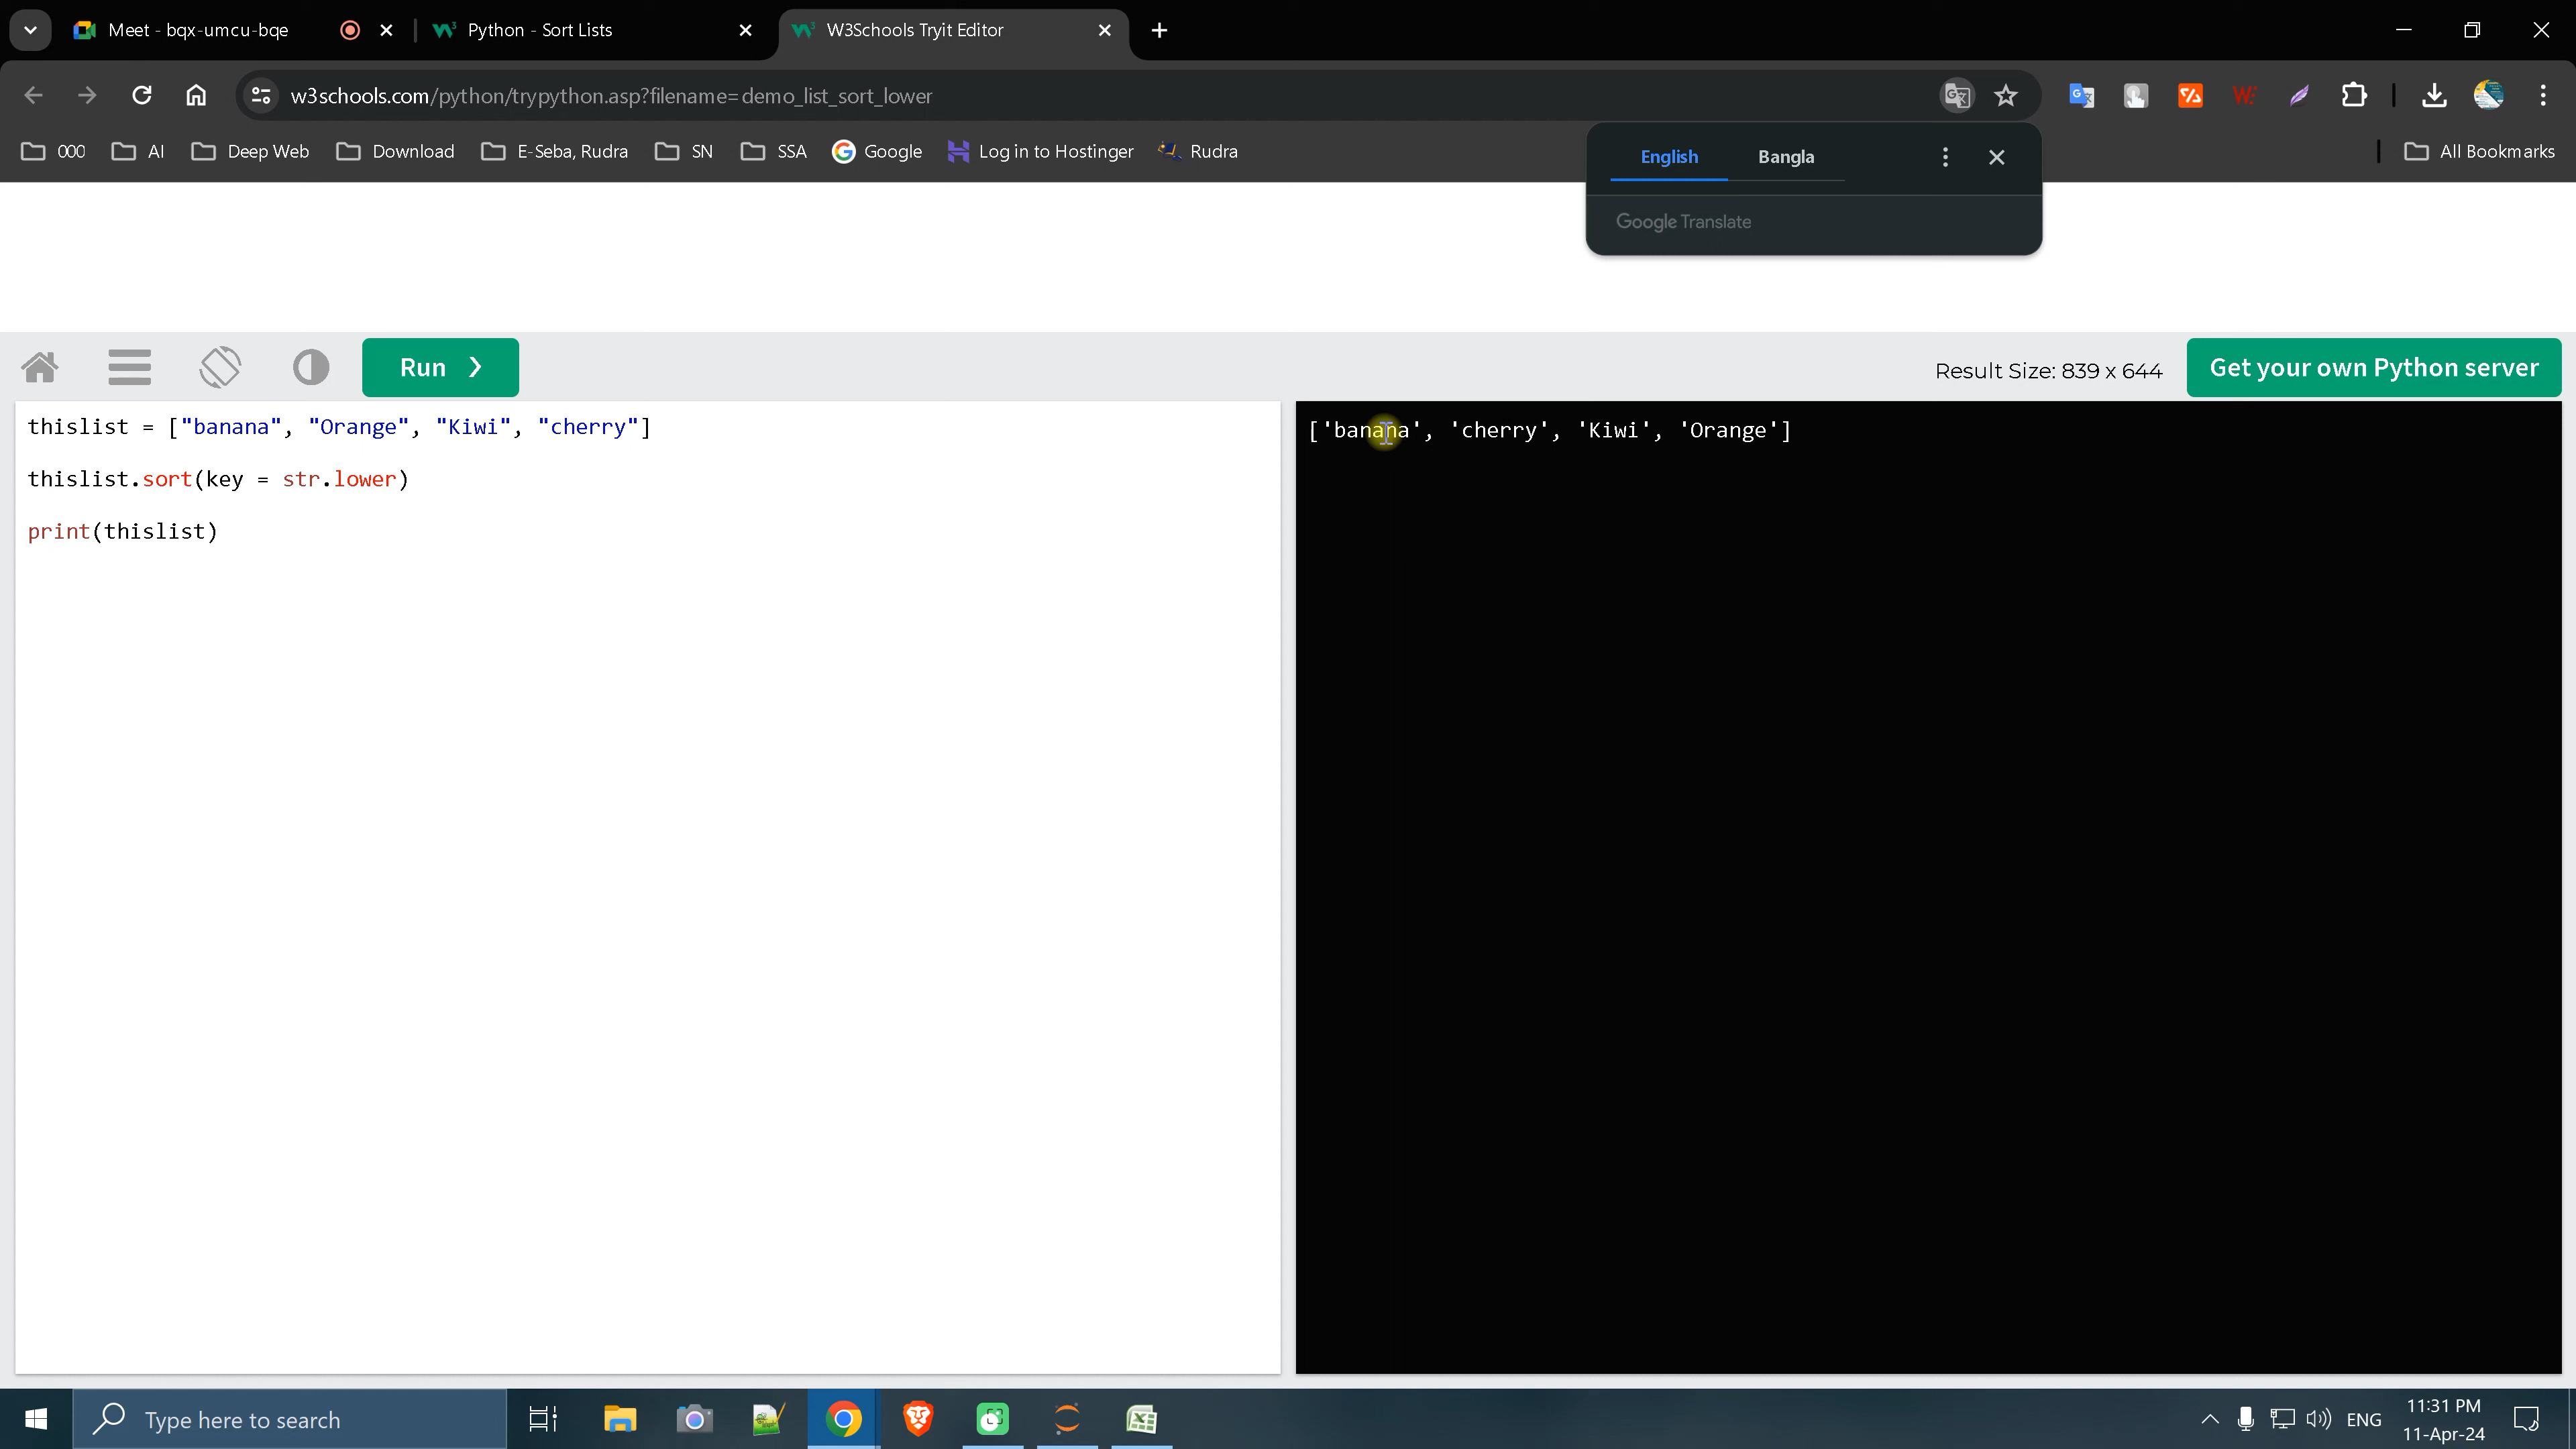 Meet - bqx-umcu-bqe
Python - Sort Lists
W3Schools Tryit Editor
w3schools.com/python/trypython.asp?filename=demo_list_sort_lower
000
AI
Deep Web
Download
E-Seba, Rudra
SN
SSA
Google
Log in to Hostinger
Rudra
All Bookmarks
English
Bangla
Google Translate
Run ❯
Result Size: 839 x 644
Get your own Python server
thislist = ["banana", "Orange", "Kiwi", "cherry"]
thislist.sort(key = str.lower)
print(thislist)
['banana', 'cherry', 'Kiwi', 'Orange']
Type here to search
ENG
11:31 PM
11-Apr-24